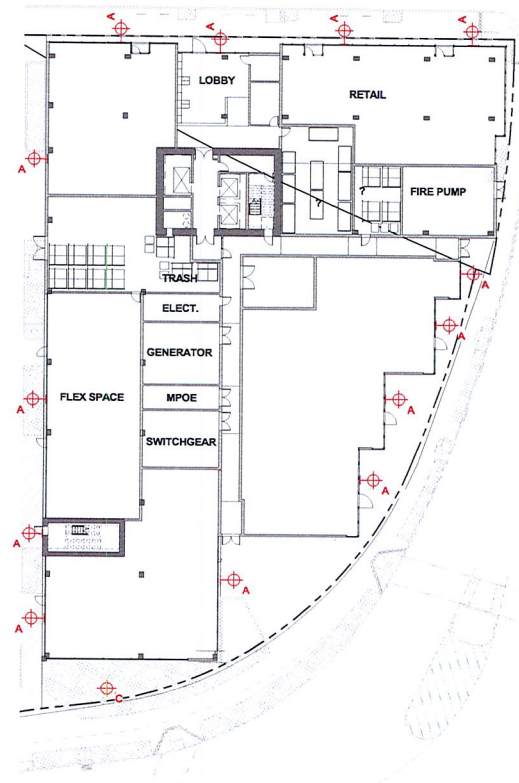 A
A
A
A
LOBBY
RETAIL
A
?
FIRE PUMP
?
TRASH
A
ELECT.
A
GENERATOR
FLEX SPACE
MPOE
A
A
SWITCHGEAR
A
A
A
A
C